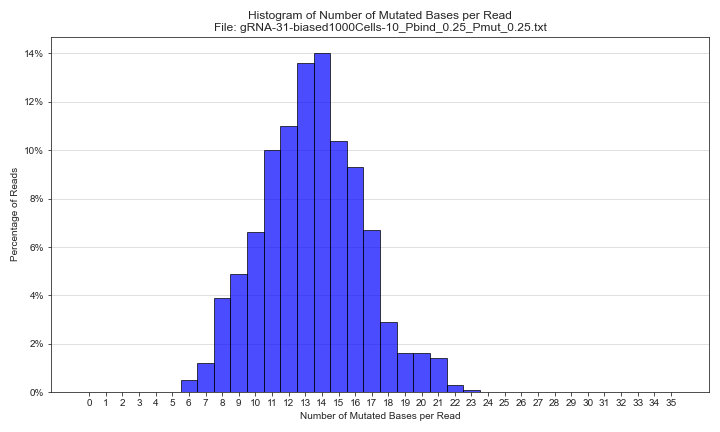 Histogram of Number of Mutated Bases per Read
File: gRNA-31-biased1000Cells-10_Pbind_0.25_Pmut_0.25.txt
14%
12%
10%
8%
6%
4%
2%
0%
Percentage of Reads
0 1 2 3 4 5 6 7 8 9 10 11 12 13 14 15 16 17 18 19 20 21 22 23 24 25 26 27 28 29 30 31 32 33 34 35
Number of Mutated Bases per Read